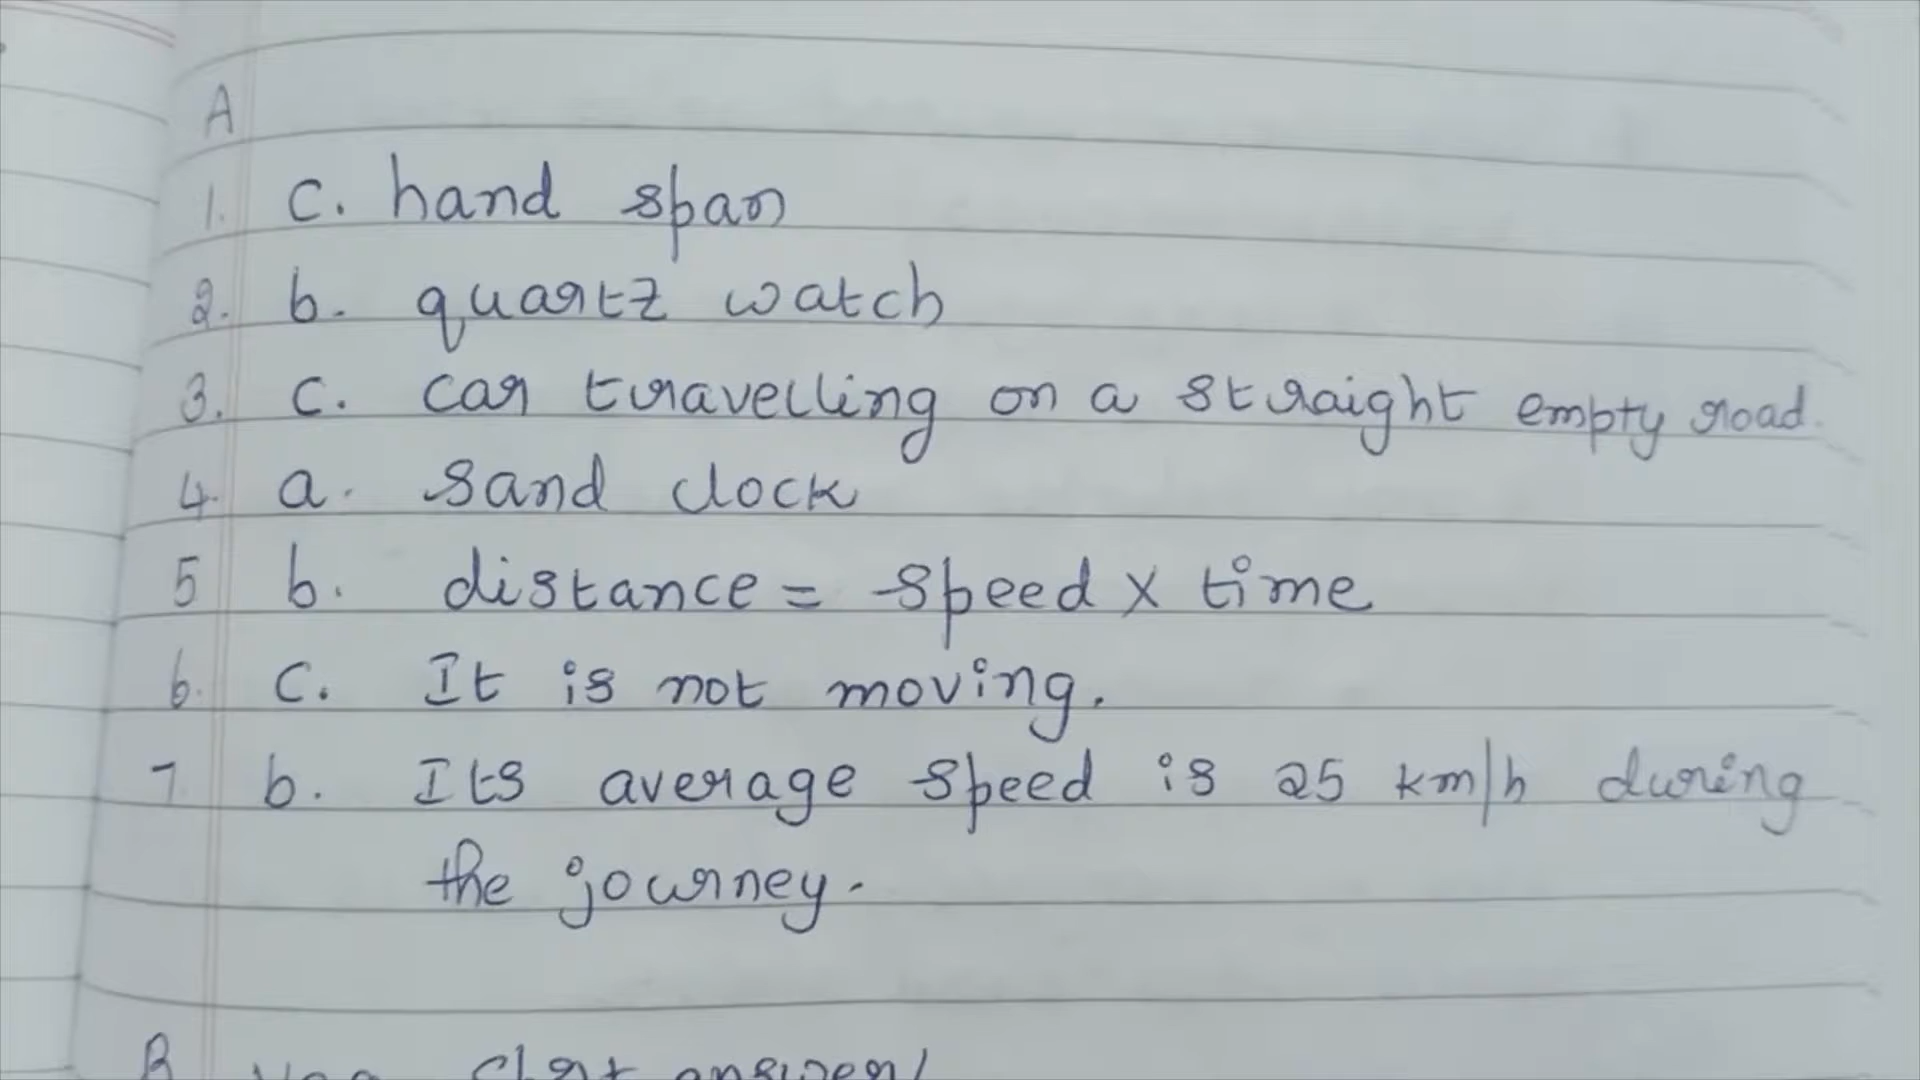 A
1. c. hand span
2. b. quartz watch
3. c. car travelling on a straight empty road.
4. a. sand clock
5 b. distance = speed x time
6. c. It is not moving.
7 b. Its average speed is 25 km/h during
the journey.
B